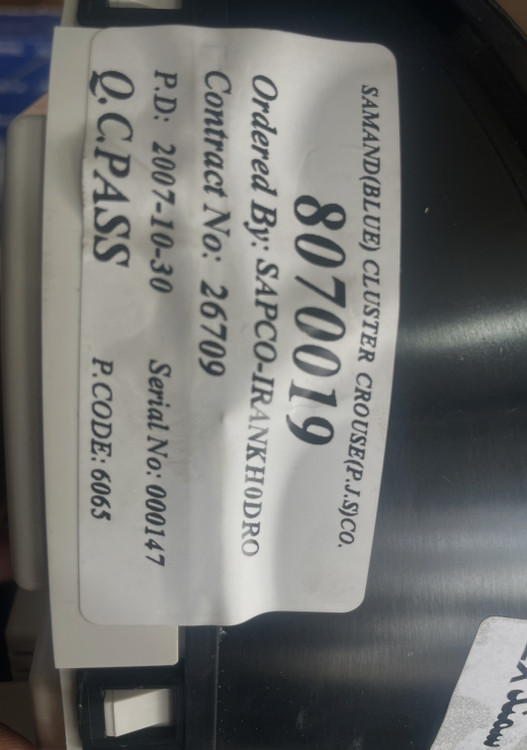 SAMAND(BLUE) CLUSTER CROUSE(P.J.S)CO.
8070019
Ordered By: SAPCO-IRANKH0DRO
Contract No: 26709
P.D: 2007-10-30 Serial No: 000147
Q.C.PASS P.CODE: 6065